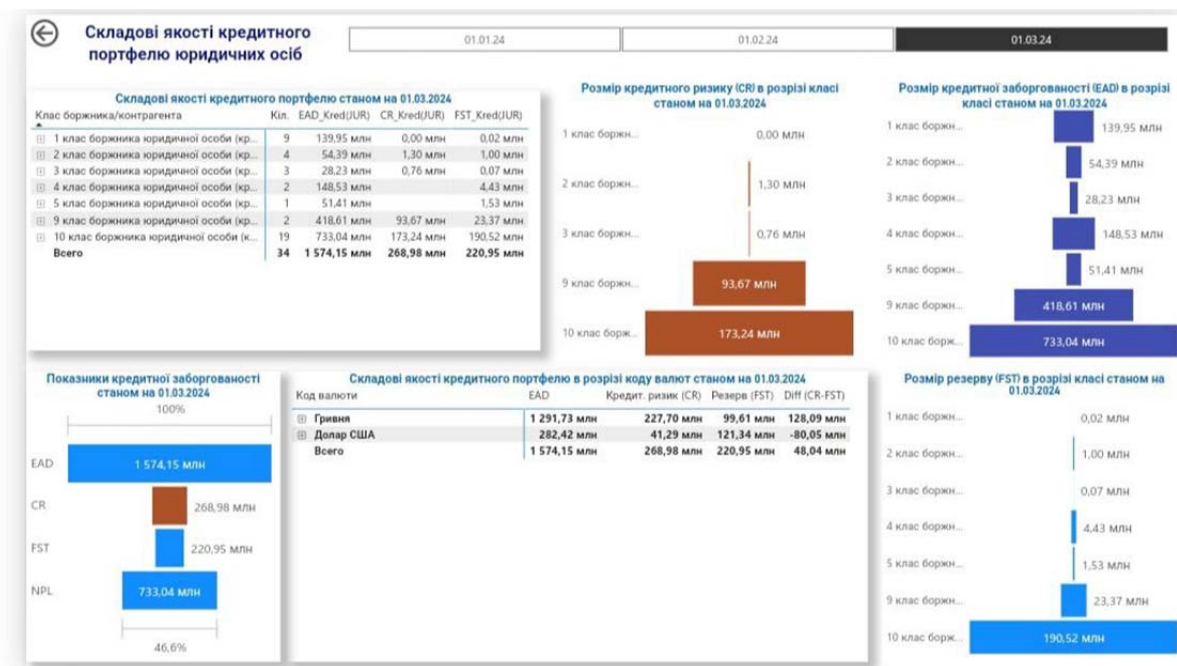 Складові якості кредитного
портфелю юридичних осіб
01.01.24
01.02.24
01.03.24
Складові якості кредитного портфелю станом на 01.03.2024
Клас боржника/контрагента Кіл. EAD_Kred(JUR) CR_Kred(JUR) FST_Kred(JUR)
1 клас боржника юридичної особи (кр... 9 139,95 млн 0,00 млн 0,02 млн
2 клас боржника юридичної особи (кр... 4 54,39 млн 1,30 млн 1,00 млн
3 клас боржника юридичної особи (кр... 3 28,23 млн 0,76 млн 0,07 млн
4 клас боржника юридичної особи (кр... 2 148,53 млн 4,43 млн
5 клас боржника юридичної особи (кр... 1 51,41 млн 1,53 млн
9 клас боржника юридичної особи (кр... 2 418,61 млн 93,67 млн 23,37 млн
10 клас боржника юридичної особи (к... 19 733,04 млн 173,24 млн 190,52 млн
Всего 34 1 574,15 млн 268,98 млн 220,95 млн
Розмір кредитного ризику (CR) в розрізі класі
станом на 01.03.2024
1 клас боржн... 0,00 млн
2 клас боржн... 1,30 млн
3 клас боржн... 0,76 млн
9 клас боржн... 93,67 млн
10 клас борж... 173,24 млн
Розмір кредитної заборгованості (EAD) в розрізі
класі станом на 01.03.2024
1 клас боржн... 139,95 млн
2 клас боржн... 54,39 млн
3 клас боржн... 28,23 млн
4 клас боржн... 148,53 млн
5 клас боржн... 51,41 млн
9 клас боржн... 418,61 млн
10 клас борж... 733,04 млн
Показники кредитної заборгованості
станом на 01.03.2024
100%
EAD 1 574,15 млн
CR 268,98 млн
FST 220,95 млн
NPL 733,04 млн
46,6%
Складові якості кредитного портфелю в розрізі коду валют станом на 01.03.2024
Код валюти EAD Кредит. ризик (CR) Резерв (FST) Diff (CR-FST)
Гривня 1 291,73 млн 227,70 млн 99,61 млн 128,09 млн
Долар США 282,42 млн 41,29 млн 121,34 млн -80,05 млн
Всего 1 574,15 млн 268,98 млн 220,95 млн 48,04 млн
Розмір резерву (FST) в розрізі класі станом на
01.03.2024
1 клас боржн... 0,02 млн
2 клас боржн... 1,00 млн
3 клас боржн... 0,07 млн
4 клас боржн... 4,43 млн
5 клас боржн... 1,53 млн
9 клас боржн... 23,37 млн
10 клас борж... 190,52 млн